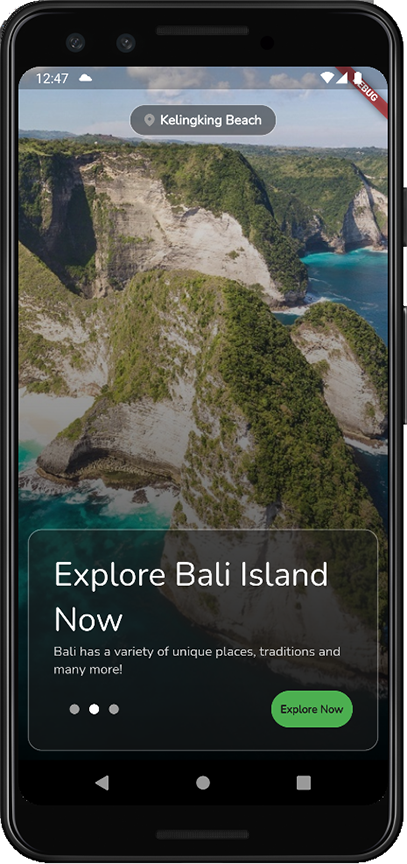 12:47
DEBUG
Kelingking Beach
Explore Bali Island
Now
Bali has a variety of unique places, traditions and
many more!
Explore Now